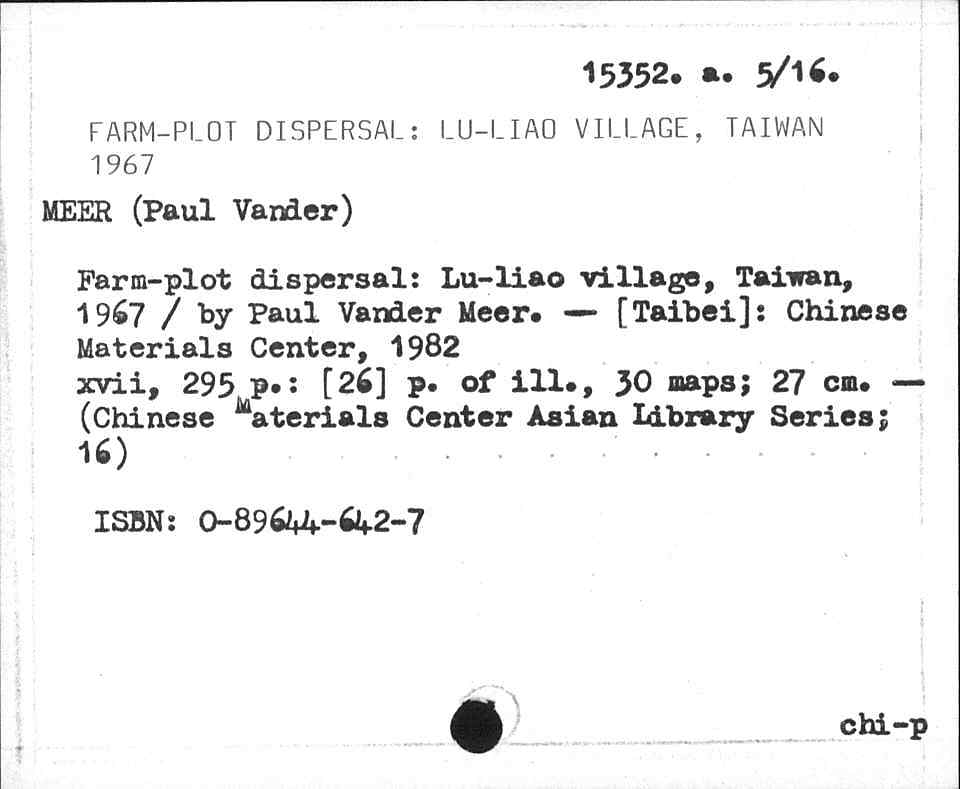 15352. a. 5/16.
FARM-PLOT DISPERSAL: LU-LIAO VILLAGE, TAIWAN
1967
MEER (Paul Vander)
Farm-plot dispersal: Lu-liao village, Taiwan,
1967 / by Paul Vander Meer. — [Taibei]: Chinese
Materials Center, 1982
xvii, 295 p.: [26] p. of ill., 30 maps; 27 cm. —
(Chinese Materials Center Asian Library Series;
16)
ISBN: 0-89644-642-7
chi-p